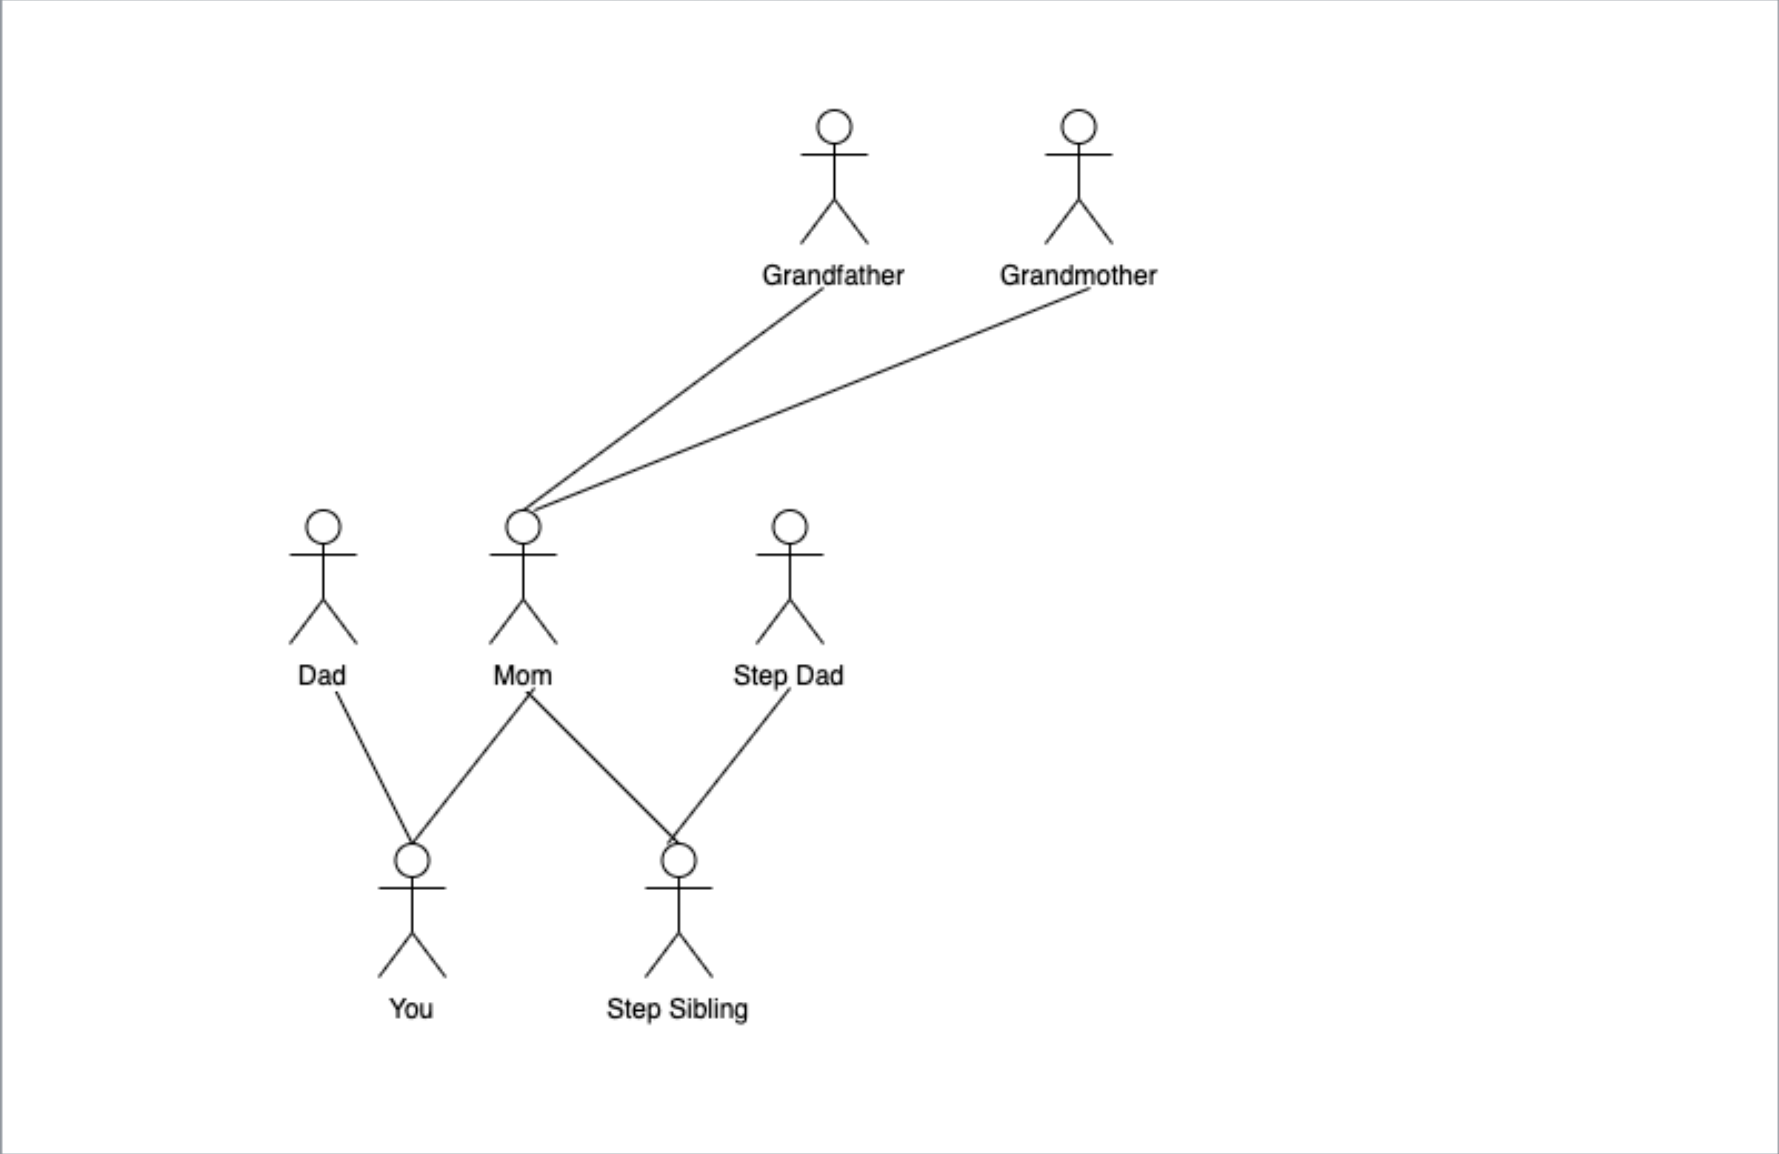 Grandfather
Grandmother
Dad
Mom
Step Dad
You
Step Sibling